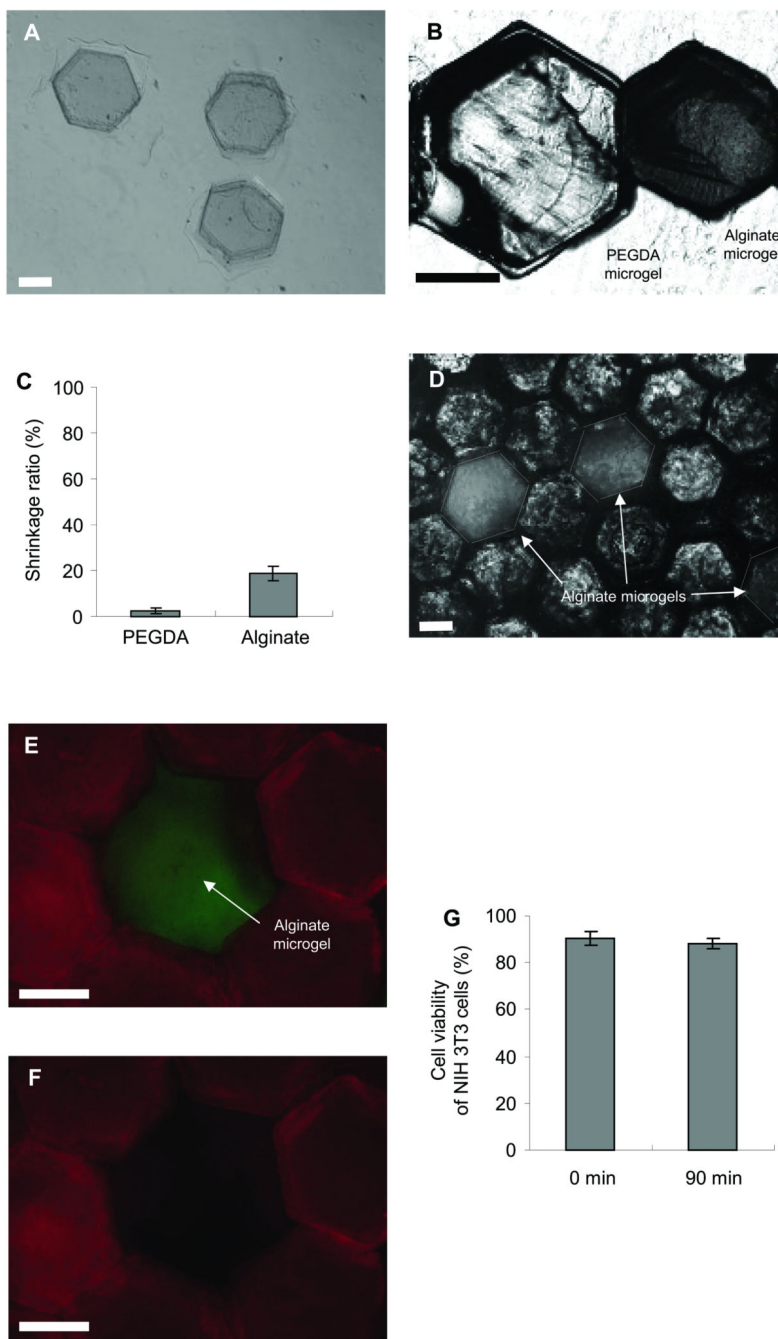 A
B
PEGDA
microgel
Alginate
microge
C
Shrinkage ratio (%)
100
80
60
40
20
0
PEGDA
Alginate
D
Alginate microgels
E
Alginate
microgel
F
G
Cell viability
of NIH 3T3 cells (%)
100
80
60
40
20
0
0 min
90 min